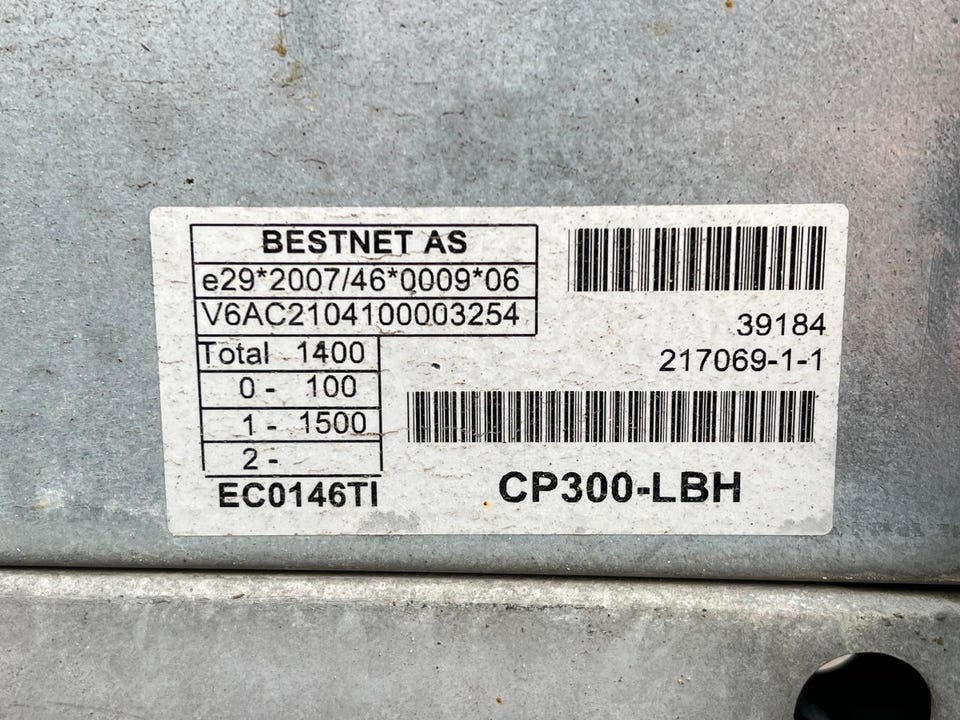 BESTNET AS
e29*2007/46*0009*06
V6AC2104100003254
Total 1400
0 - 100
1 - 1500
2 -
EC0146TI
39184
217069-1-1
CP300-LBH